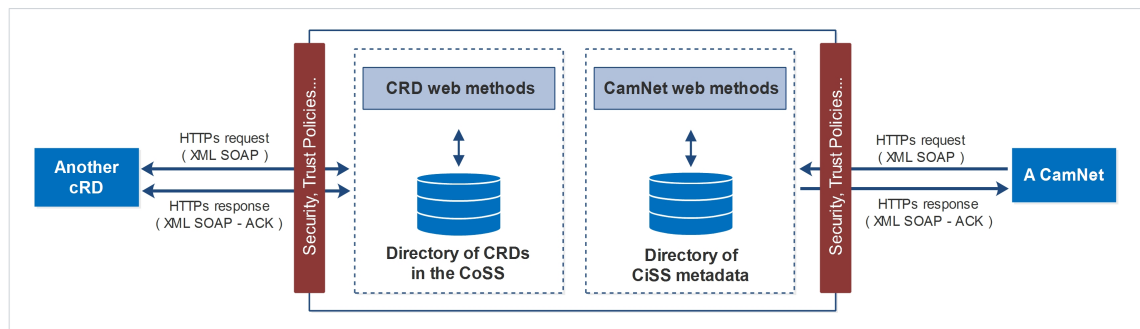 Another
cRD
HTTPs request
( XML SOAP )
HTTPs response
( XML SOAP - ACK )
Security, Trust Policies...
CRD web methods
Directory of CRDs
in the CoSS
CamNet web methods
Directory of
CiSS metadata
Security, Trust Policies...
HTTPs request
( XML SOAP )
HTTPs response
( XML SOAP - ACK )
A CamNet